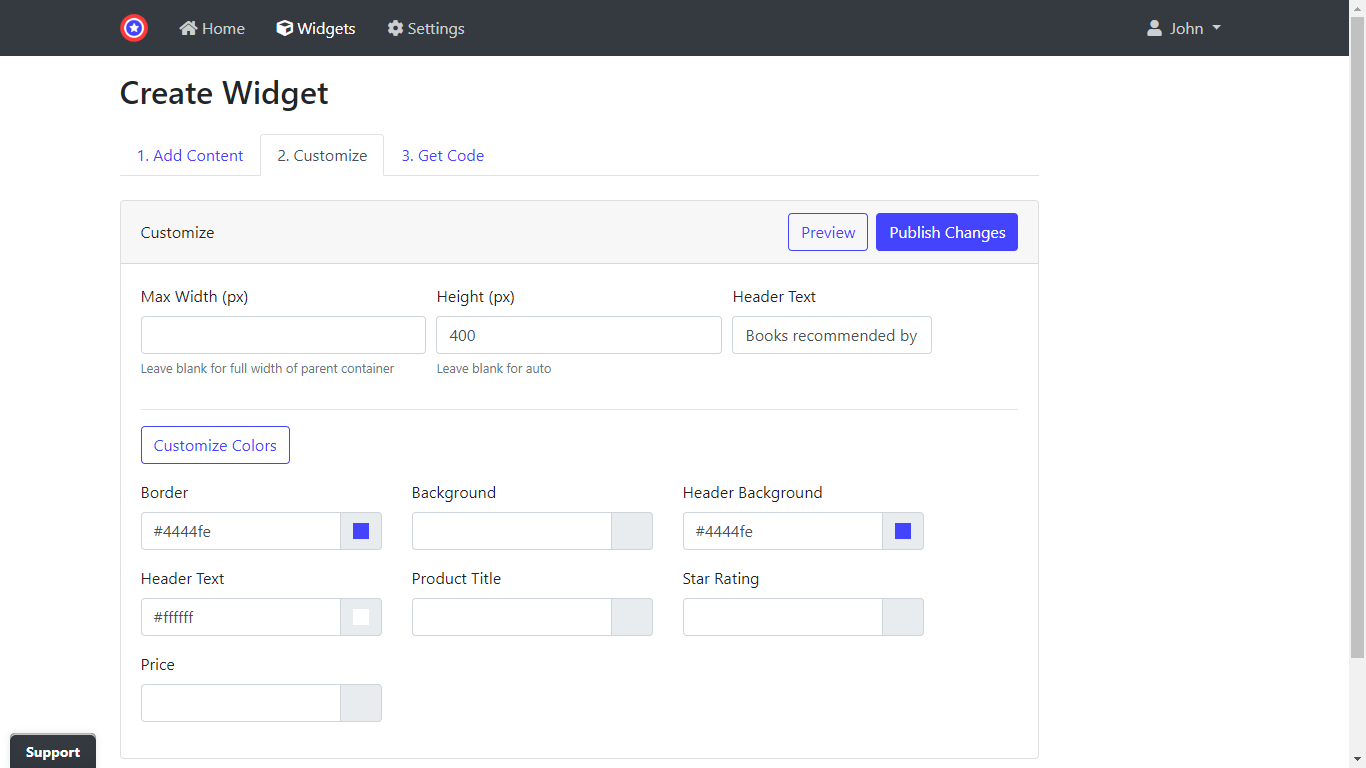 Home Widgets Settings John
Create Widget
1. Add Content 2. Customize 3. Get Code
Customize Preview Publish Changes
Max Width (px) Height (px) Header Text
400 Books recommended by
Leave blank for full width of parent container Leave blank for auto
Customize Colors
Border Background Header Background
#4444fe #4444fe
Header Text Product Title Star Rating
#ffffff
Price
Support